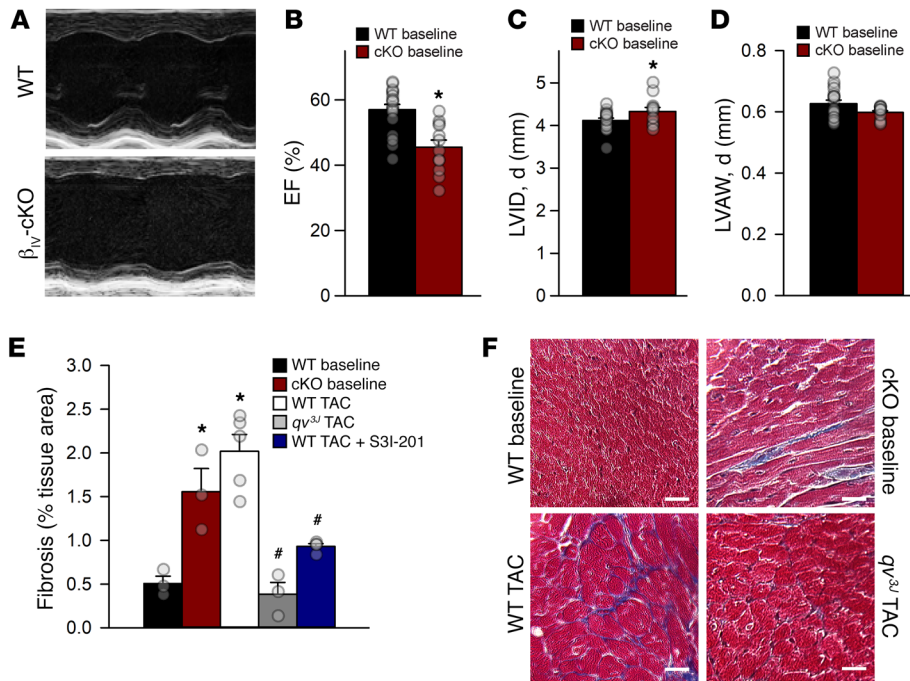 A
WT
β_IV-cKO
B
WT baseline
cKO baseline
EF (%)
60
40
20
0
*
C
WT baseline
cKO baseline
LVID, d (mm)
5
4
3
2
1
0
*
D
WT baseline
cKO baseline
LVAW, d (mm)
0.8
0.6
0.4
0.2
0.0
E
Fibrosis (% tissue area)
3.0
2.5
2.0
1.5
1.0
0.5
0.0
* * # #
WT baseline
cKO baseline
WT TAC
qv³ᴶ TAC
WT TAC + S3I-201
F
WT baseline
cKO baseline
WT TAC
qv³ᴶ TAC